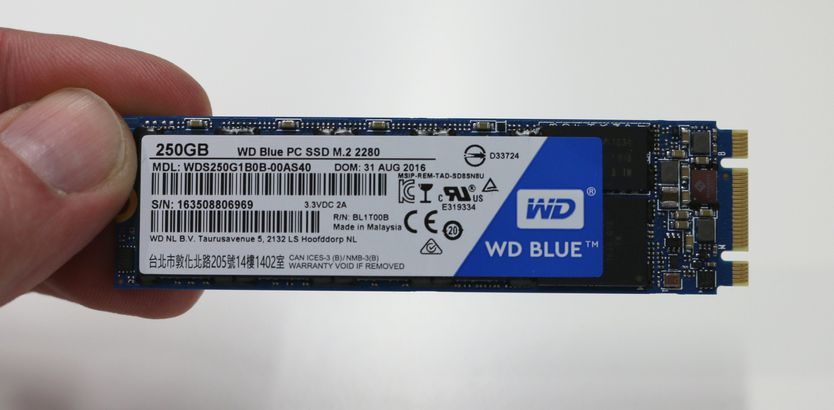 250GB WD Blue PC SSD M.2 2280
MDL: WDS250G1B0B-00AS40 DOM: 31 AUG 2016
MSIP-REM-TAD-SD8SN8U
D33724
S/N: 163508806969 3.3VDC 2A
R/N: BL1T00B
Made in Malaysia
E319334
C US
20
WD NL B.V. Taurusavenue 5, 2132 LS Hoofddorp NL
台北市敦化北路205號14樓1402室
CAN ICES-3 (B)/ NMB-3(B)
WARRANTY VOID IF REMOVED
WD ®
WD BLUE™